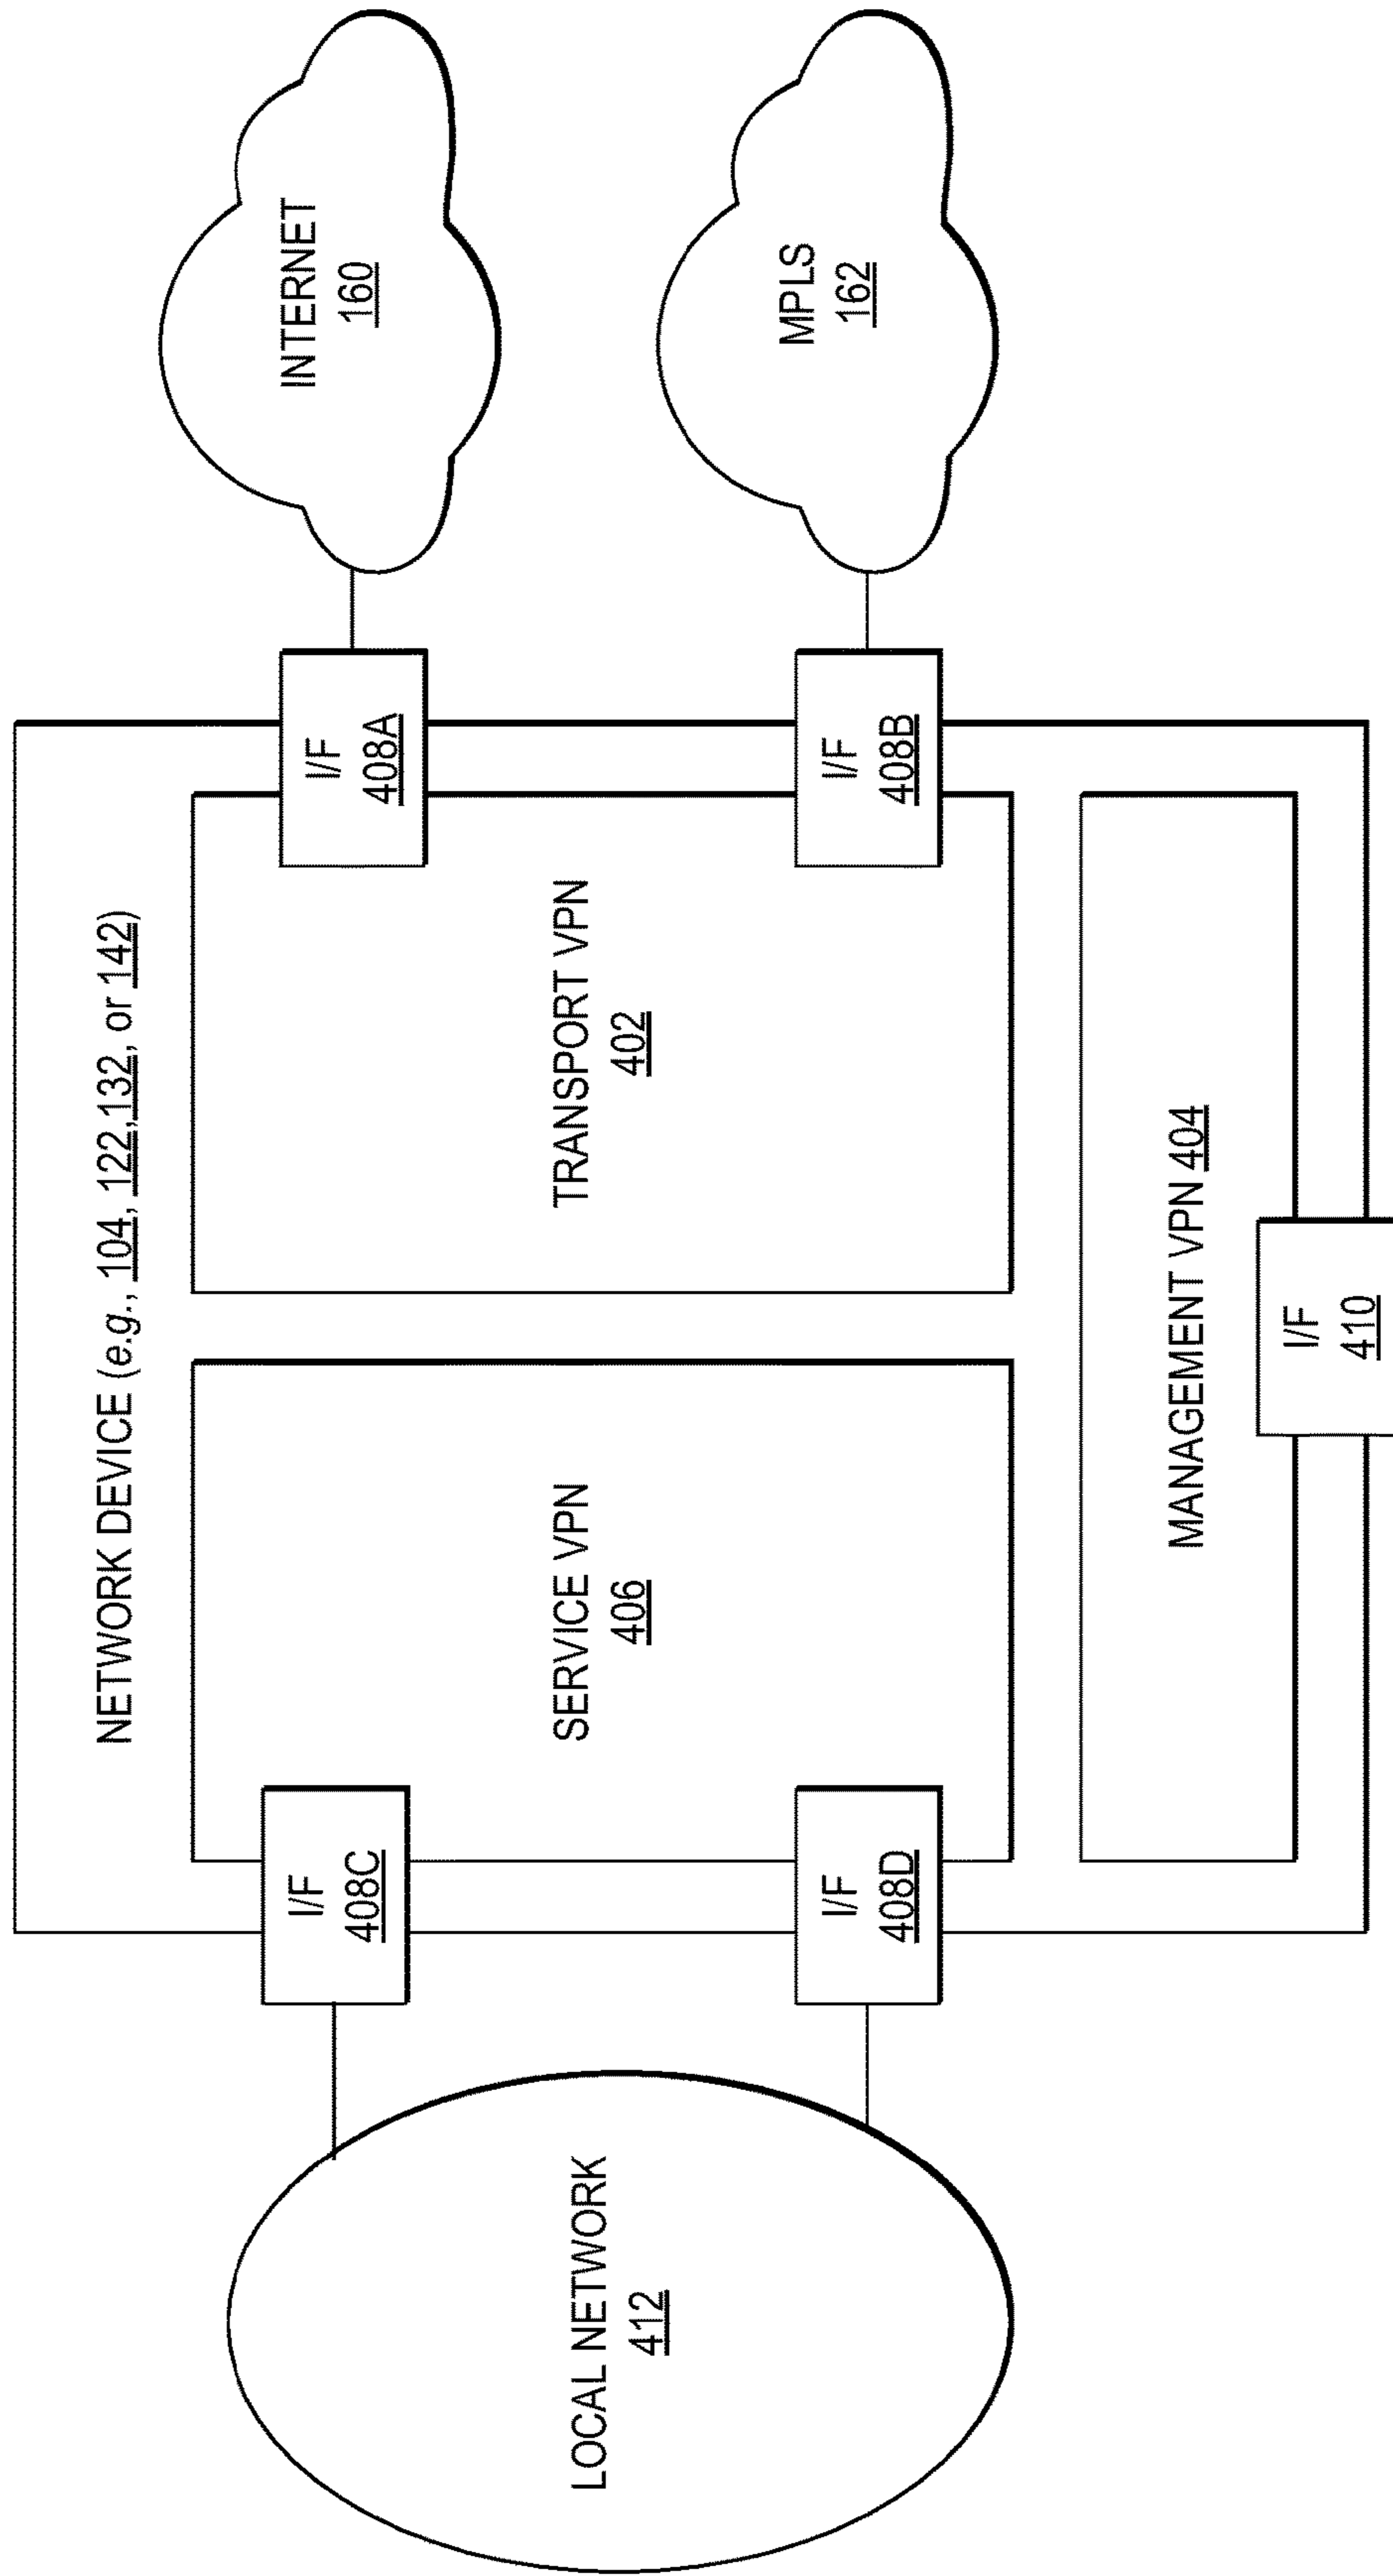 NETWORK DEVICE (e.g., 104, 122,132, or 142)
INTERNET
160
I/F
408C
I/F
408A
LOCAL NETWORK
412
SERVICE VPN
406
TRANSPORT VPN
402
MPLS
162
I/F
408D
I/F
408B
MANAGEMENT VPN 404
I/F
410